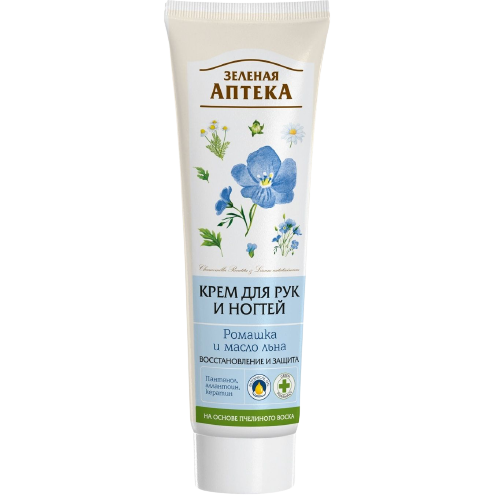 ЗЕЛЕНАЯ
АПТЕКА
КРЕМ ДЛЯ РУК
И НОГТЕЙ
Ромашка
и масло льна
ВОССТАНОВЛЕНИЕ И ЗАЩИТА
Пантенол,
аллантоин,
кератин
НА ОСНОВЕ ПЧЕЛИНОГО ВОСКА